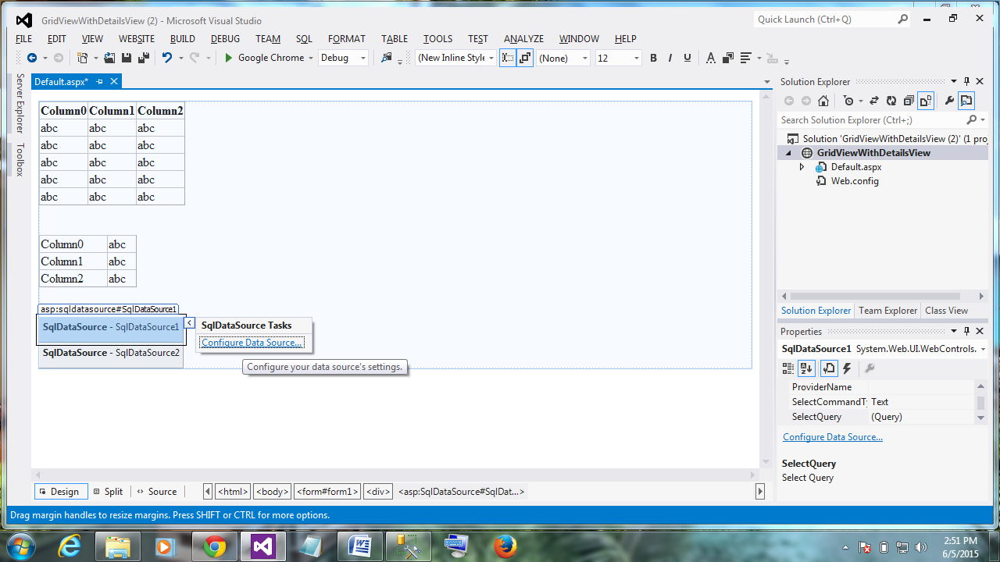 GridViewWithDetailsView (2) - Microsoft Visual Studio
Quick Launch (Ctrl+Q)
FILE EDIT VIEW WEBSITE BUILD DEBUG TEAM SQL FORMAT TABLE TOOLS TEST ANALYZE WINDOW HELP
Google Chrome Debug (New Inline Style (None) 12 B I U A
Server Explorer
Toolbox
Default.aspx*
Column0 Column1 Column2
abc abc abc
abc abc abc
abc abc abc
abc abc abc
abc abc abc
Column0 abc
Column1 abc
Column2 abc
asp:sqldatasource#SqlDataSource1
SqlDataSource - SqlDataSource1
SqlDataSource - SqlDataSource2
SqlDataSource Tasks
Configure Data Source...
Configure your data source's settings.
Design Split Source <html> <body> <form#form1> <div> <asp:SqlDataSource#SqlDat...>
Solution Explorer
Search Solution Explorer (Ctrl+;)
Solution 'GridViewWithDetailsView (2)' (1 proj
GridViewWithDetailsView
Default.aspx
Web.config
Solution Explorer Team Explorer Class View
Properties
SqlDataSource1 System.Web.UI.WebControls.
ProviderName
SelectCommandTy Text
SelectQuery (Query)
Configure Data Source...
SelectQuery
Select Query
Drag margin handles to resize margins. Press SHIFT or CTRL for more options.
2:51 PM
6/5/2015